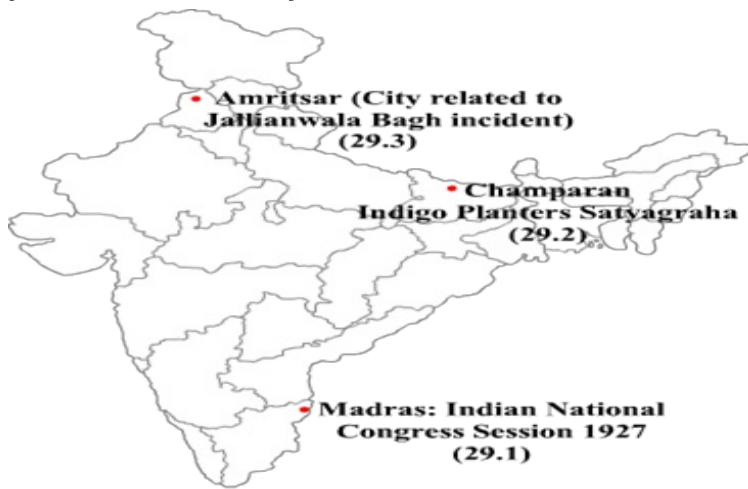 Amritsar (City related to
Jallianwala Bagh incident)
(29.3)
Champaran
Indigo Planters Satyagraha
(29.2)
Madras: Indian National
Congress Session 1927
(29.1)